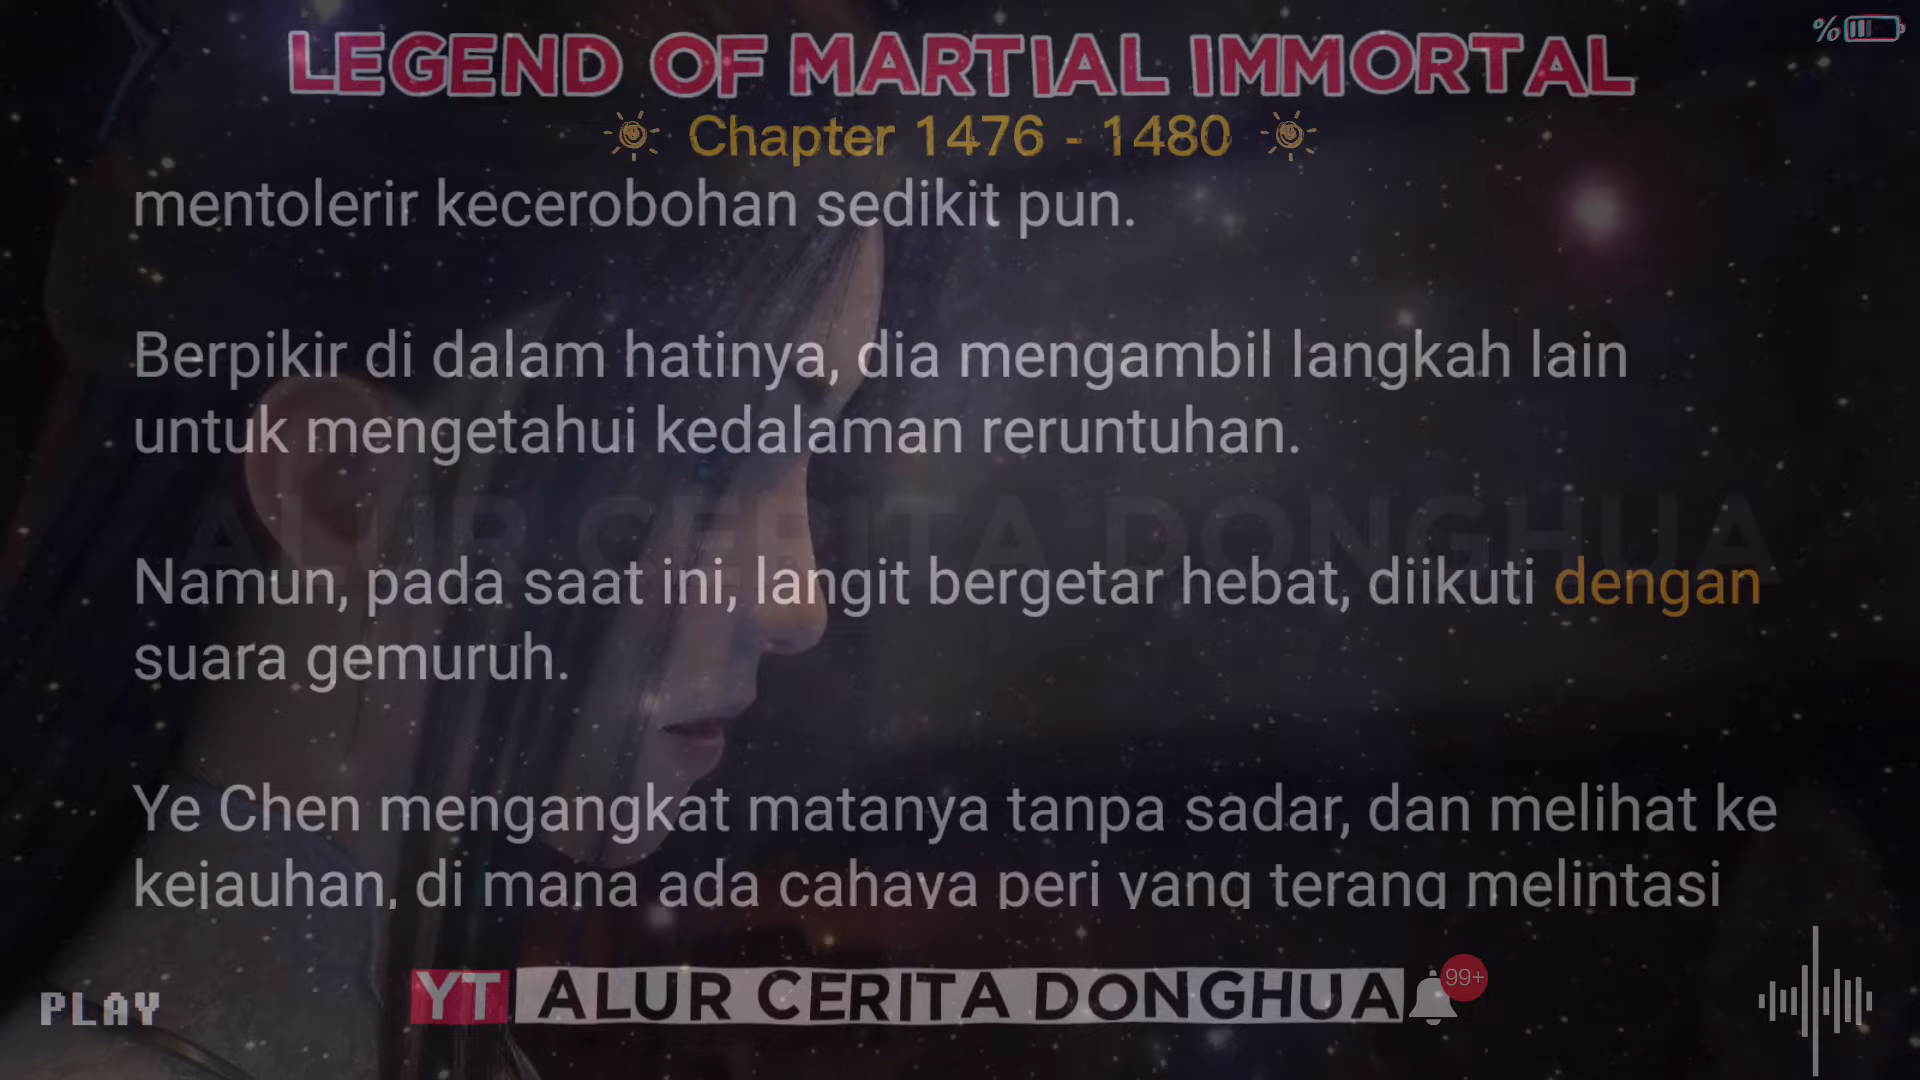 LEGEND OF MARTIAL IMMORTAL
%
Chapter 1476 - 1480
mentolerir kecerobohan sedikit pun.
Berpikir di dalam hatinya, dia mengambil langkah lain
untuk mengetahui kedalaman reruntuhan.
ALUR CERITA DONGHUA
Namun, pada saat ini, langit bergetar hebat, diikuti dengan
suara gemuruh.
Ye Chen mengangkat matanya tanpa sadar, dan melihat ke
kejauhan, di mana ada cahaya peri yang terang melintasi
PLAY
YT ALUR CERITA DONGHUA 99+